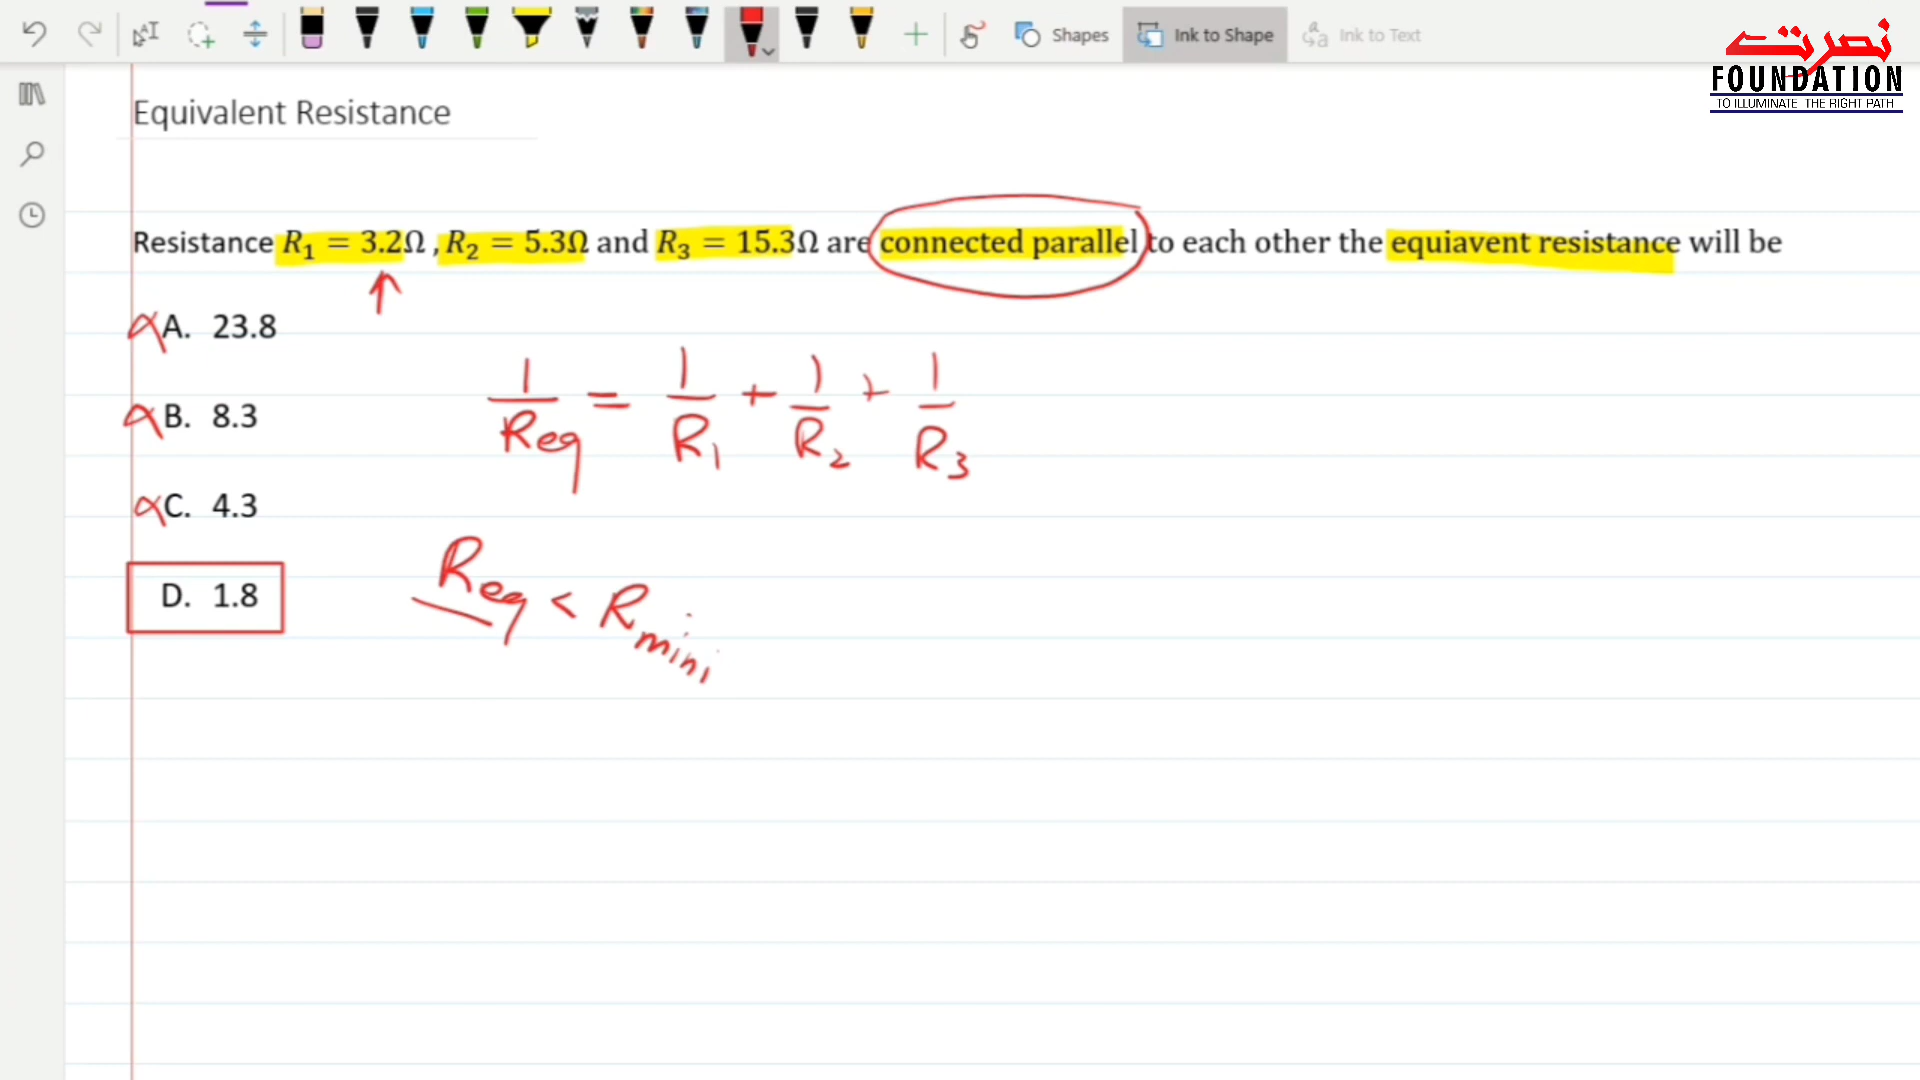 Shapes
Ink to Shape
Ink to Text
نصرت
FOUNDATION
TO ILLUMINATE THE RIGHT PATH
Equivalent Resistance
Resistance R₁ = 3.2Ω , R₂ = 5.3Ω and R₃ = 15.3Ω are connected parallel to each other the equiavent resistance will be
A. 23.8
1/Req = 1/R₁ + 1/R₂ + 1/R₃
B. 8.3
C. 4.3
D. 1.8
Req < Rmini